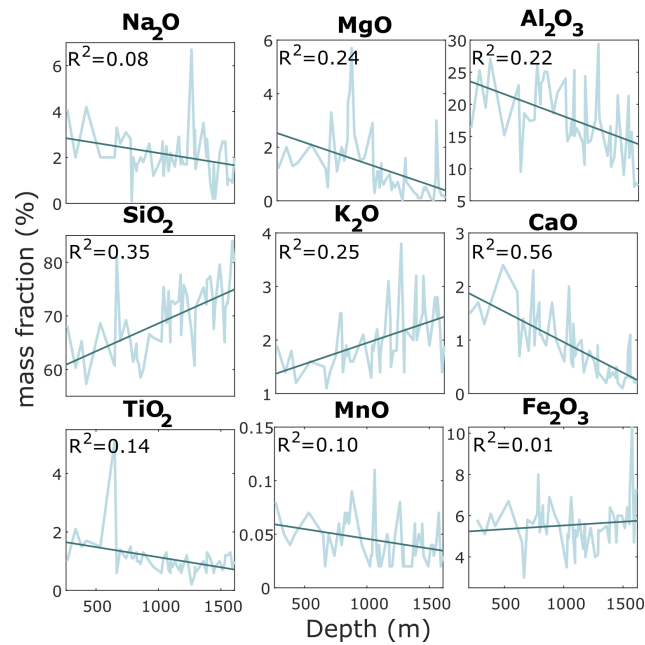 Na₂O MgO Al₂O₃
R²=0.08 R²=0.24 R²=0.22
6 4 2 0
6 4 2 0
30 25 20 15 10 5
SiO₂ K₂O CaO
R²=0.35 R²=0.25 R²=0.56
80 70 60
4 3 2 1
3 2 1 0
mass fraction (%)
TiO₂ MnO Fe₂O₃
R²=0.14 R²=0.10 R²=0.01
4 2 0
0.15 0.1 0.05 0
10 8 6 4
500 1000 1500 500 1000 1500 500 1000 1500
Depth (m)